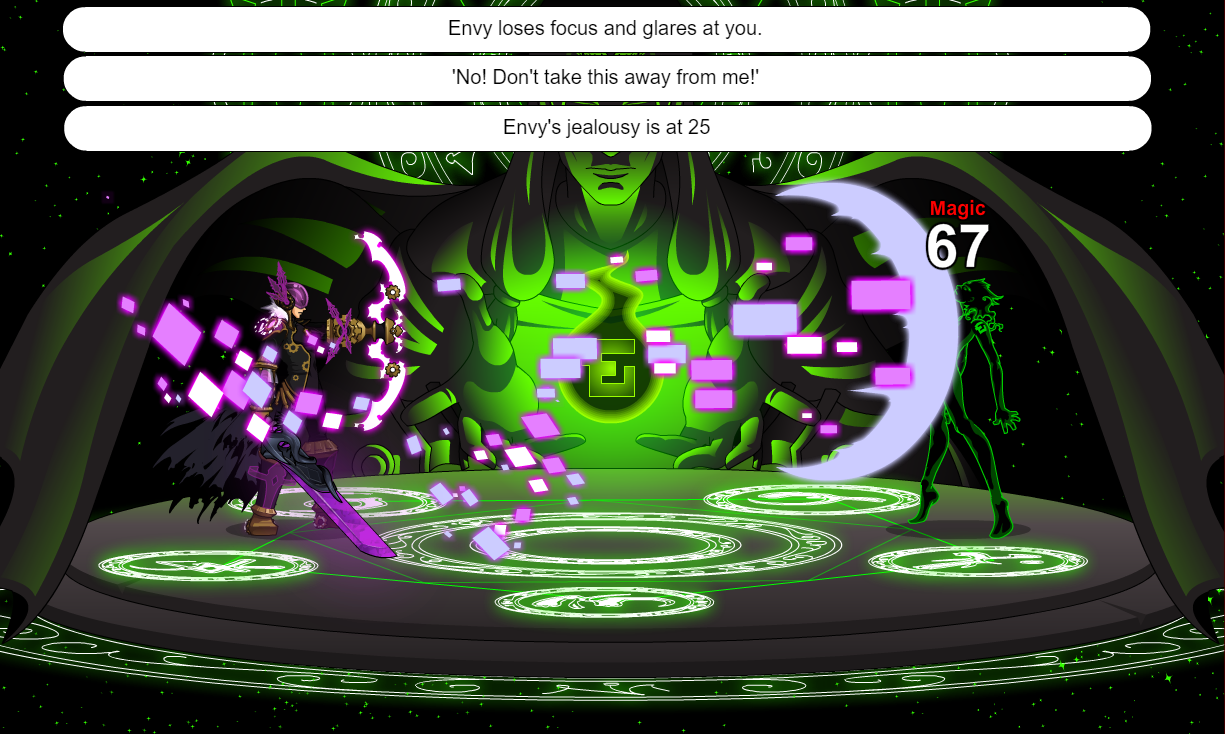 Envy loses focus and glares at you.
'No! Don't take this away from me!'
Envy's jealousy is at 25
Magic
67